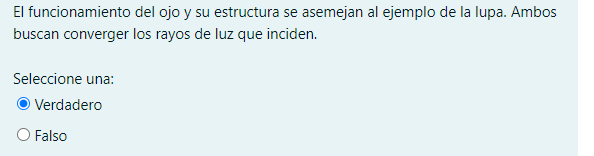 El funcionamiento del ojo y su estructura se asemejan al ejemplo de la lupa. Ambos
buscan converger los rayos de luz que inciden.
Seleccione una:
Verdadero
Falso